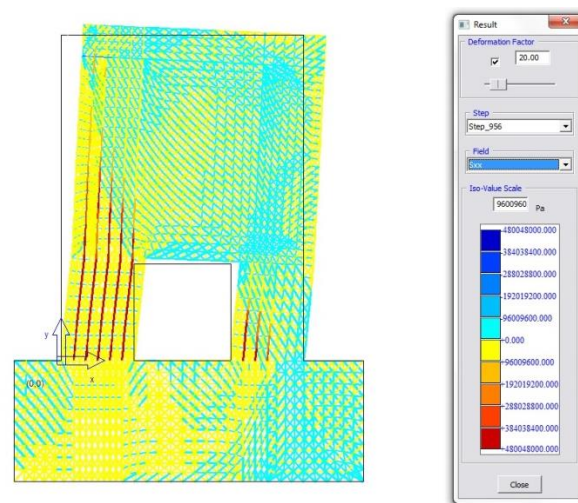 y
x
(0;0)
Result
Deformation Factor
20.00
Step
Step_956
Field
Sxx
Iso-Value Scale
9600960 Pa
-480048000.000
-384038400.000
-288028800.000
-192019200.000
-96009600.000
0.000
+96009600.000
+192019200.000
+288028800.000
+384038400.000
+480048000.000
Close